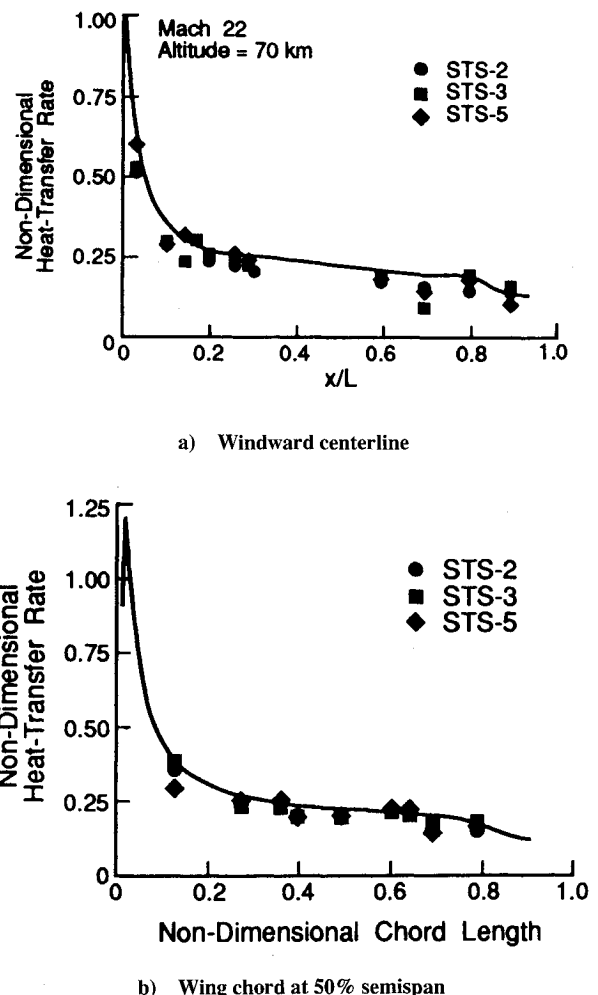 1.00
Mach 22
Altitude = 70 km
STS-2
STS-3
STS-5
0.75
0.50
0.25
0
Non-Dimensional
Heat-Transfer Rate
0 0.2 0.4 0.6 0.8 1.0
x/L
a) Windward centerline
1.25
1.00
0.75
0.50
0.25
0
STS-2
STS-3
STS-5
Non-Dimensional
Heat-Transfer Rate
0 0.2 0.4 0.6 0.8 1.0
Non-Dimensional Chord Length
b) Wing chord at 50% semispan